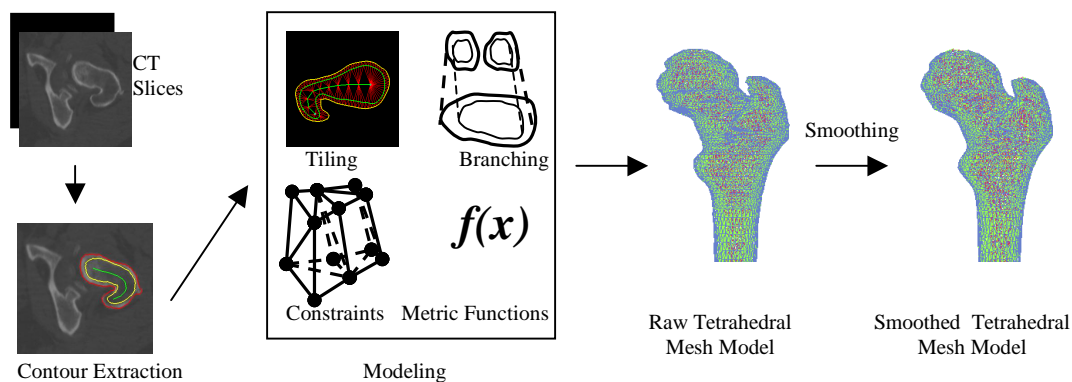 CT
Slices
Tiling
Branching
Smoothing
f(x)
Constraints
Metric Functions
Raw Tetrahedral
Mesh Model
Smoothed Tetrahedral
Mesh Model
Contour Extraction
Modeling